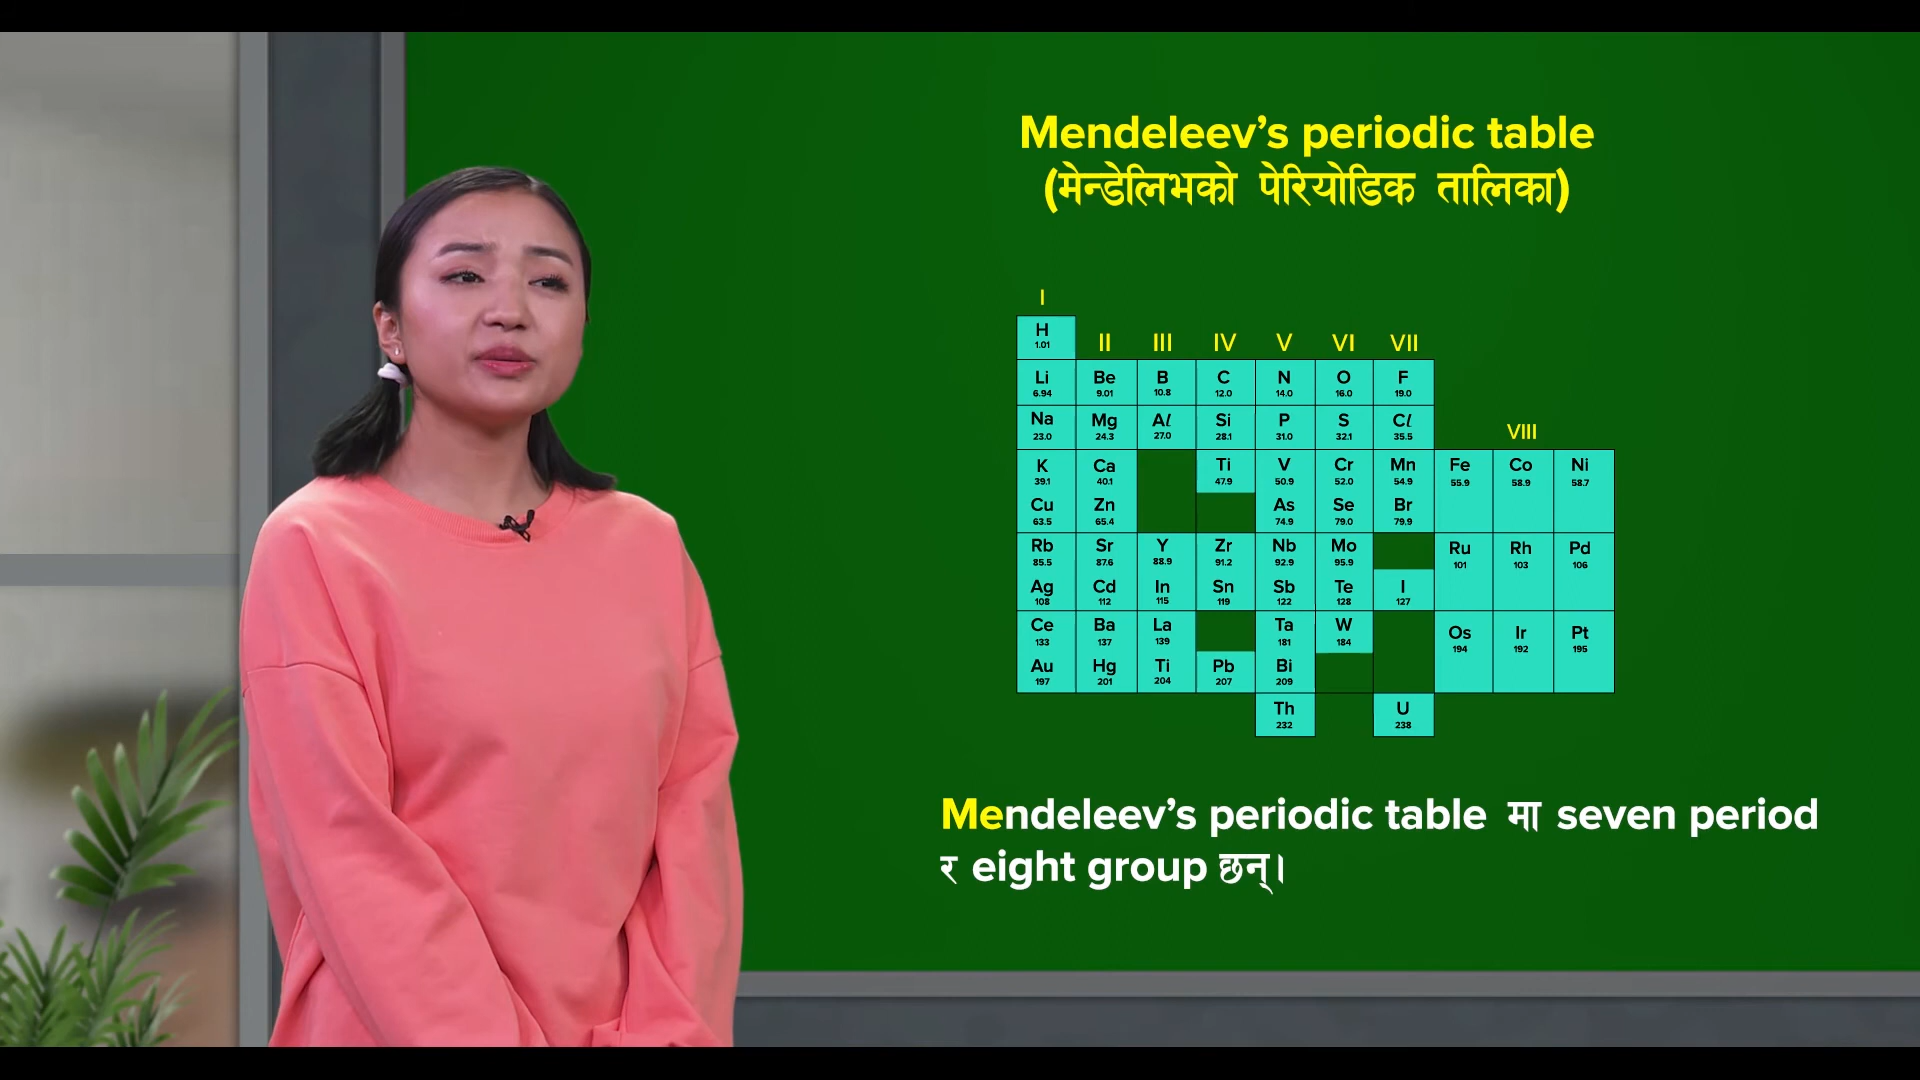 Mendeleev's periodic table
(मेन्डेलिभको पेरियोडिक तालिका)
I
H
1.01
II III IV V VI VII
Li Be B C N O F
6.94 9.01 10.8 12.0 14.0 16.0 19.0
Na Mg Al Si P S Cl
23.0 24.3 27.0 28.1 31.0 32.1 35.5
VIII
K Ca Ti V Cr Mn Fe Co Ni
39.1 40.1 47.9 50.9 52.0 54.9 55.9 58.9 58.7
Cu Zn As Se Br
63.5 65.4 74.9 79.0 79.9
Rb Sr Y Zr Nb Mo Ru Rh Pd
85.5 87.6 88.9 91.2 92.9 95.9 101 103 106
Ag Cd In Sn Sb Te I
108 112 115 119 122 128 127
Ce Ba La Ta W Os Ir Pt
133 137 139 181 184 194 192 195
Au Hg Ti Pb Bi
197 201 204 207 209
Th U
232 238
Mendeleev's periodic table मा seven period
र eight group छन्।